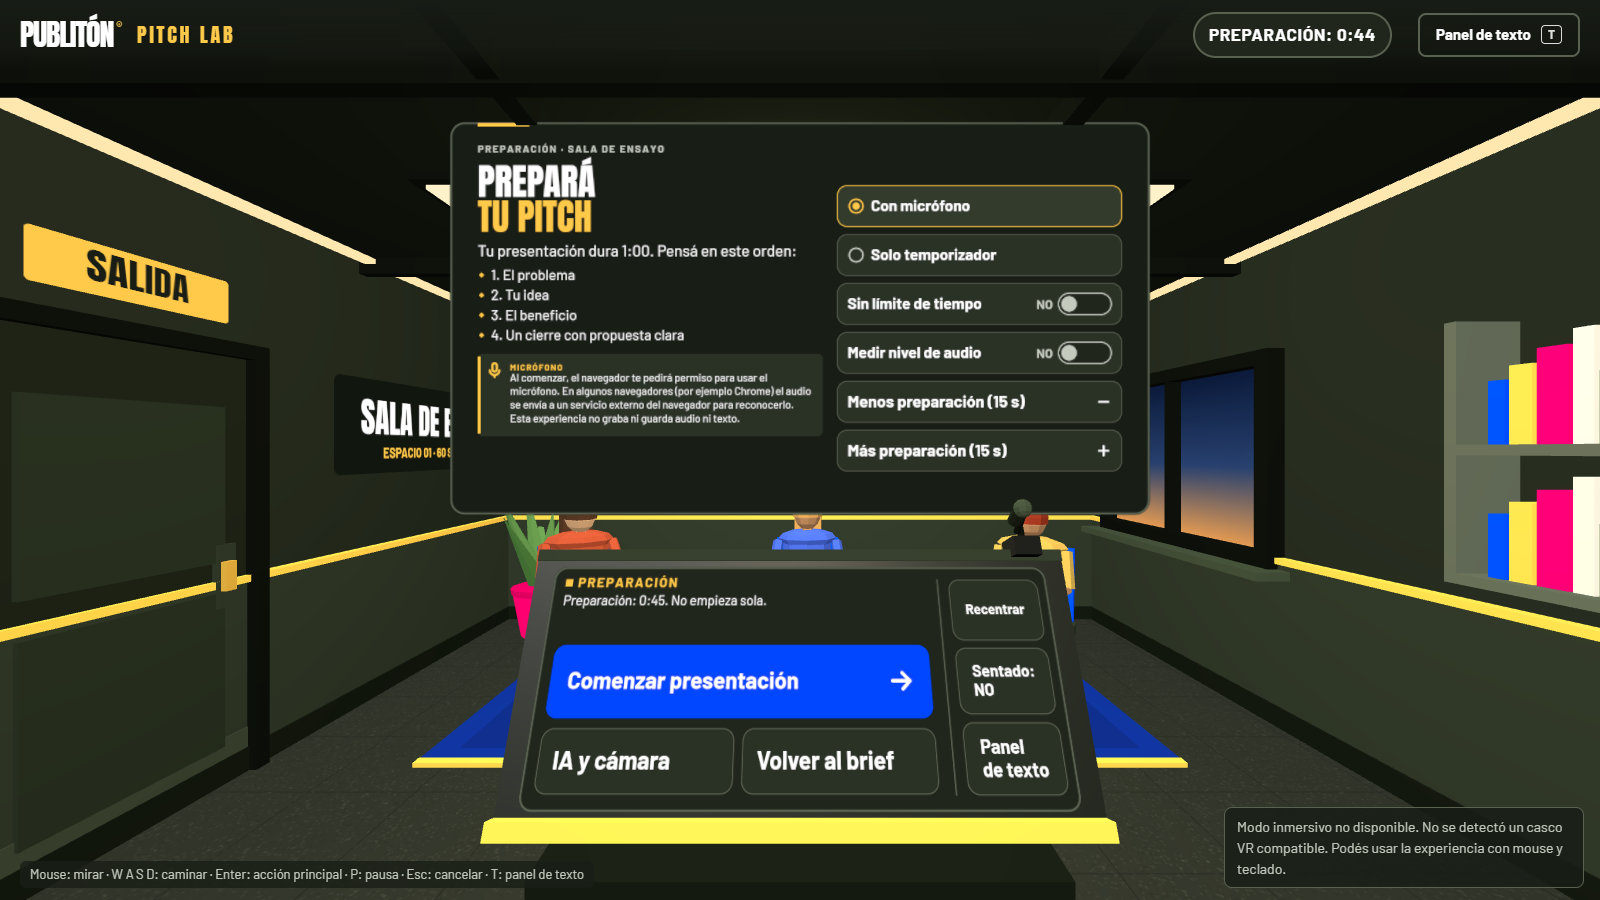 PUBLITÓN PITCH LAB
PREPARACIÓN: 0:44
Panel de texto T
SALIDA
PREPARACIÓN · SALA DE ENSAYO
PREPARÁ
TU PITCH
Tu presentación dura 1:00. Pensá en este orden:
1. El problema
2. Tu idea
3. El beneficio
4. Un cierre con propuesta clara
MICRÓFONO
Al comenzar, el navegador te pedirá permiso para usar el
micrófono. En algunos navegadores (por ejemplo Chrome) el audio
se envía a un servicio externo del navegador para reconocerlo.
Esta experiencia no graba ni guarda audio ni texto.
Con micrófono
Solo temporizador
Sin límite de tiempo NO
Medir nivel de audio NO
Menos preparación (15 s) −
Más preparación (15 s) +
SALA DE
ESPACIO 01 · 60
PREPARACIÓN
Preparación: 0:45. No empieza sola.
Comenzar presentación →
IA y cámara
Volver al brief
Recentrar
Sentado:
NO
Panel
de texto
Modo inmersivo no disponible. No se detectó un casco
VR compatible. Podés usar la experiencia con mouse y
teclado.
Mouse: mirar · W A S D: caminar · Enter: acción principal · P: pausa · Esc: cancelar · T: panel de texto